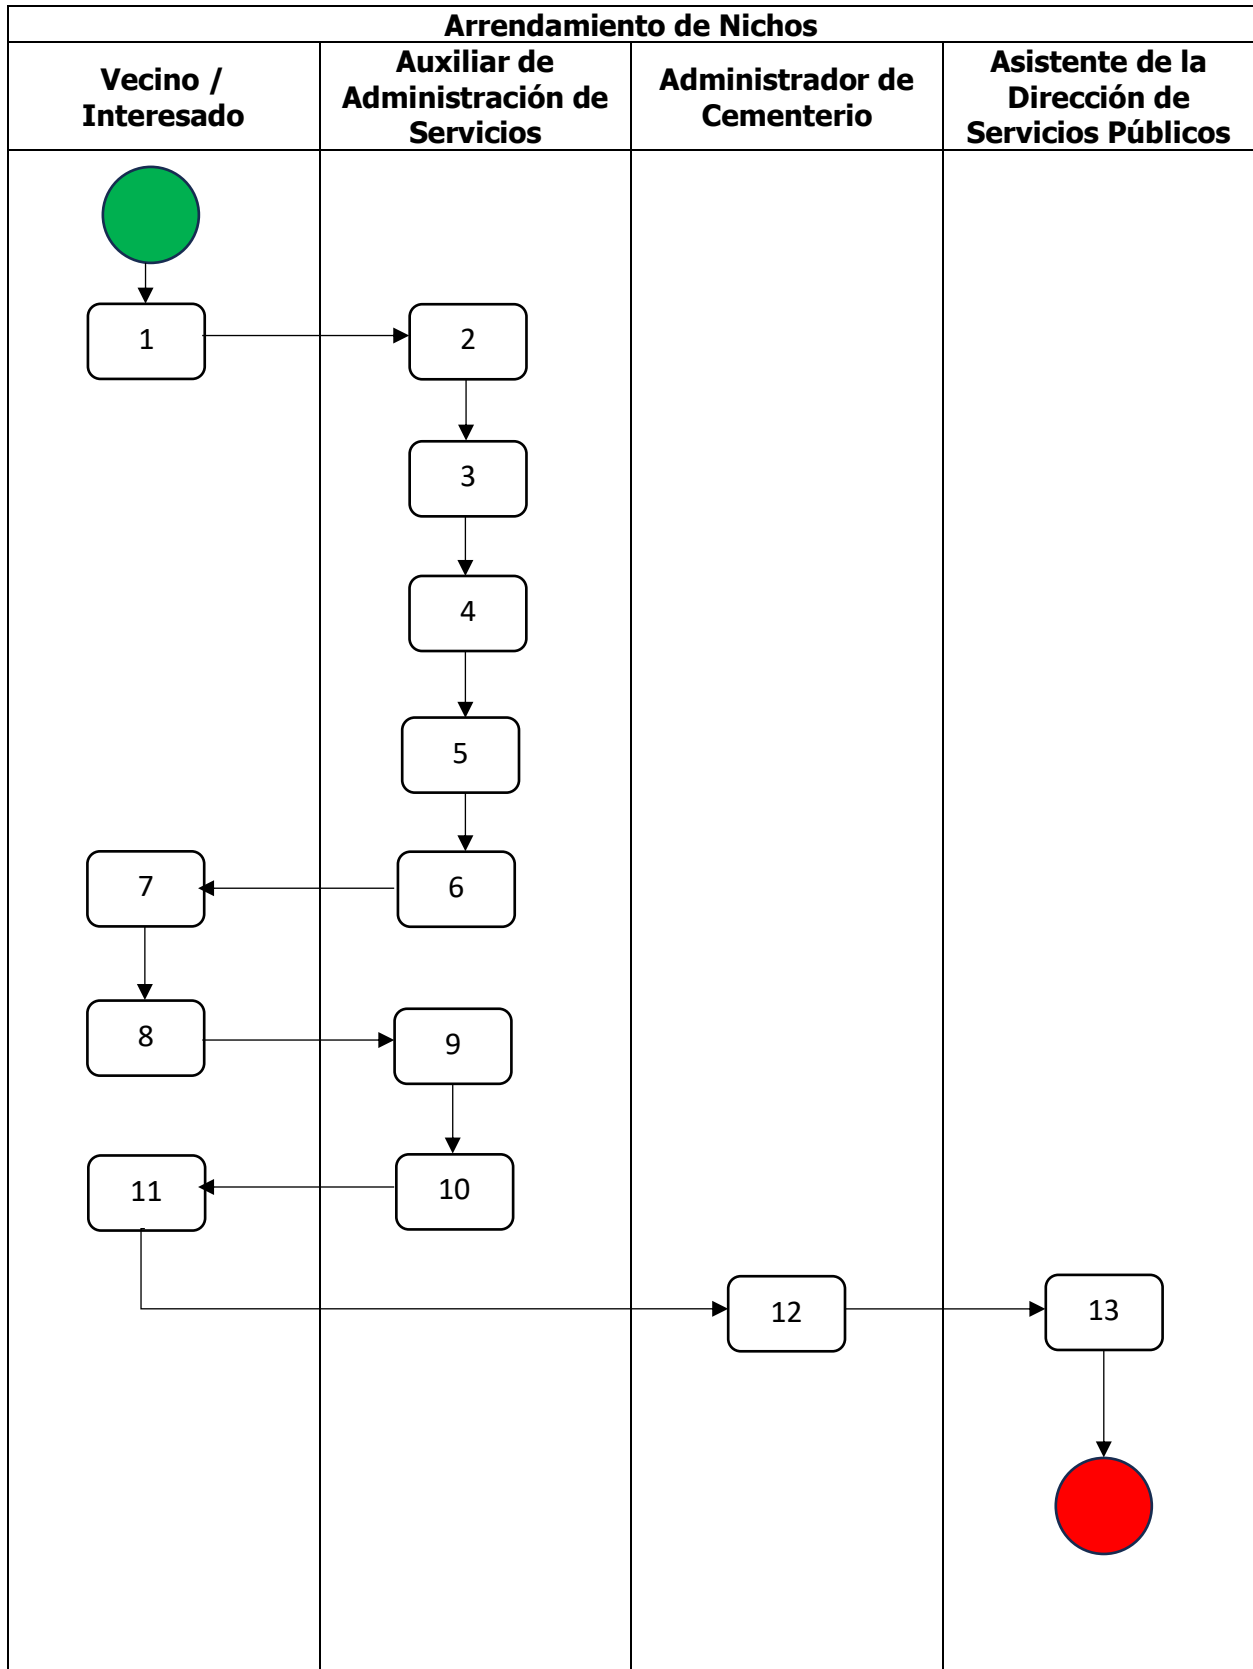 Arrendamiento de Nichos
Vecino /
Interesado
Auxiliar de
Administración de
Servicios
Administrador de
Cementerio
Asistente de la
Dirección de
Servicios Públicos
1
2
3
4
5
7
6
8
9
11
10
12
13